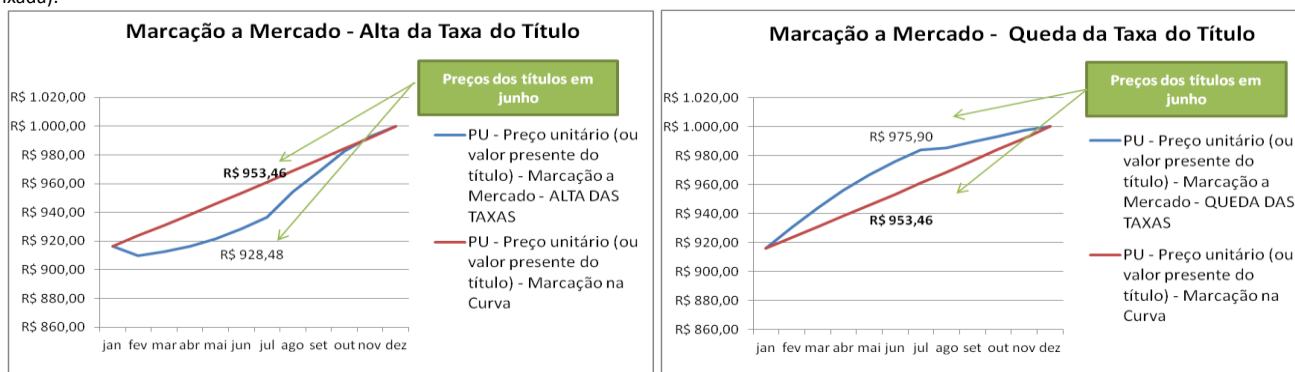 ixada).
Marcação a Mercado - Alta da Taxa do Título
Preços dos títulos em
junho
R$ 1.020,00
R$ 1.000,00
R$ 980,00
R$ 960,00
R$ 940,00
R$ 920,00
R$ 900,00
R$ 880,00
R$ 860,00
R$ 953,46
R$ 928,48
jan fev mar abr mai jun jul ago set out nov dez
PU - Preço unitário (ou
valor presente do
título) - Marcação a
Mercado - ALTA DAS
TAXAS
PU - Preço unitário (ou
valor presente do
título) - Marcação na
Curva
Marcação a Mercado - Queda da Taxa do Título
Preços dos títulos em
junho
R$ 1.020,00
R$ 1.000,00
R$ 980,00
R$ 960,00
R$ 940,00
R$ 920,00
R$ 900,00
R$ 880,00
R$ 860,00
R$ 975,90
R$ 953,46
jan fev mar abr mai jun jul ago set out nov dez
PU - Preço unitário (ou
valor presente do
título) - Marcação a
Mercado - QUEDA DAS
TAXAS
PU - Preço unitário (ou
valor presente do
título) - Marcação na
Curva